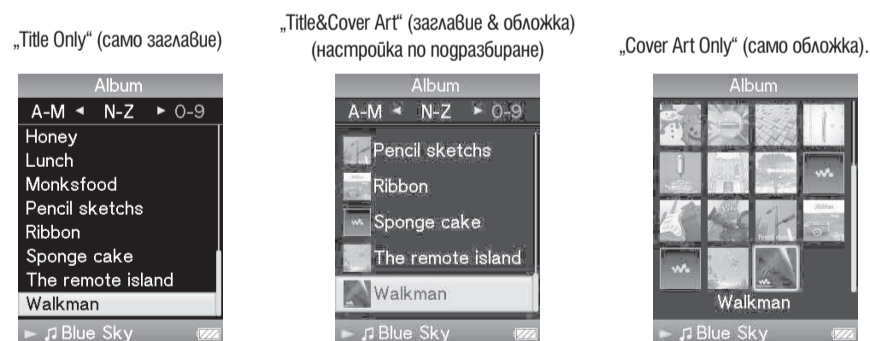 „Title Only“ (само заглавие)
Album
A-M ◄ N-Z ► 0-9
Honey
Lunch
Monksfood
Pencil sketchs
Ribbon
Sponge cake
The remote island
Walkman
► ♫ Blue Sky
„Title&Cover Art“ (заглавие & обложка)
(настройка по подразбиране)
Album
A-M ◄ N-Z ► 0-9
Pencil sketchs
Ribbon
Sponge cake
The remote island
Walkman
► ♫ Blue Sky
„Cover Art Only“ (само обложка).
Album
Walkman
► ♫ Blue Sky